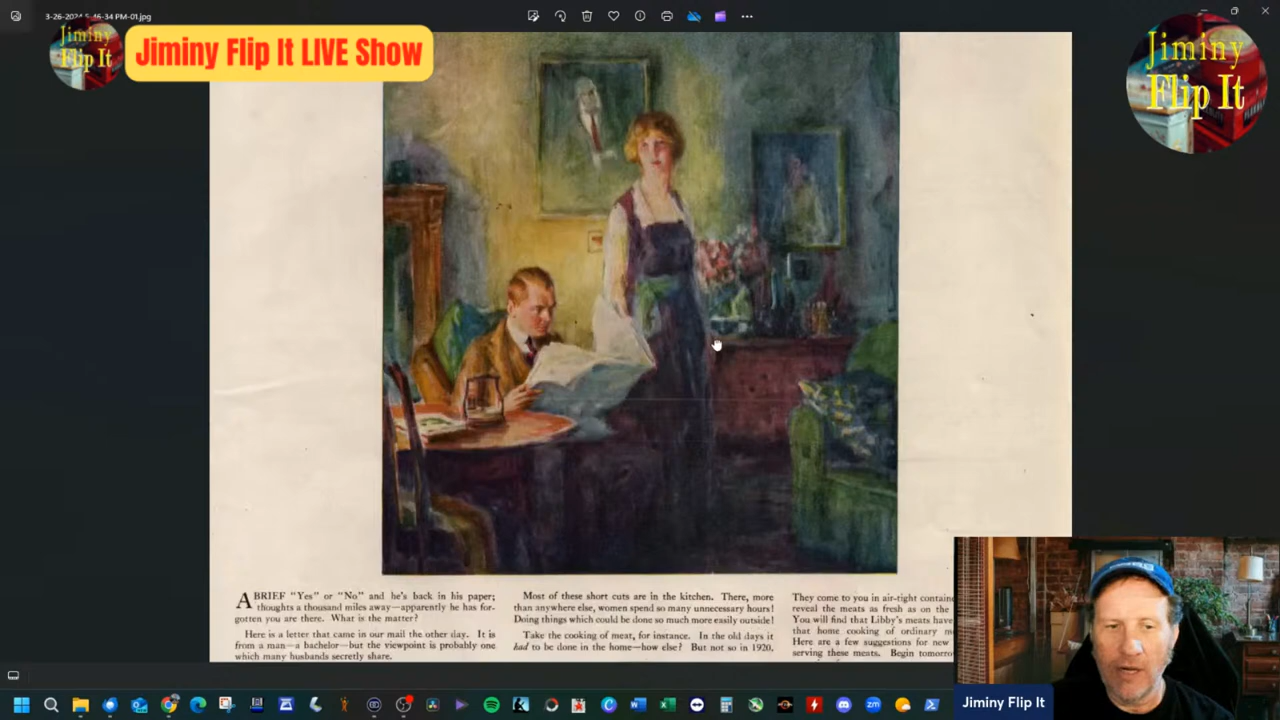 3-26-2024 5-46-34 PM-01.jpg
Jiminy
Flip It
Jiminy Flip It LIVE Show
Jiminy
Flip It
A BRIEF "Yes" or "No" and he's back in his paper;
thoughts a thousand miles away—apparently he has for-
gotten you are there. What is the matter?
Here is a letter that came in our mail the other day. It is
from a man—a bachelor—but the viewpoint is probably one
which many husbands secretly share.
Most of these short cuts are in the kitchen. There, more
than anywhere else, women spend so many unnecessary hours!
Doing things which could be done so much more easily outside!
Take the cooking of meat, for instance. In the old days it
had to be done in the home—how else? But not so in 1920,
They come to you in air-tight
reveal the meats as fresh as on the
You will find that Libby's meats have
that home cooking of ordinary
Here are a few suggestions for new
serving these meats. Begin
Jiminy Flip It